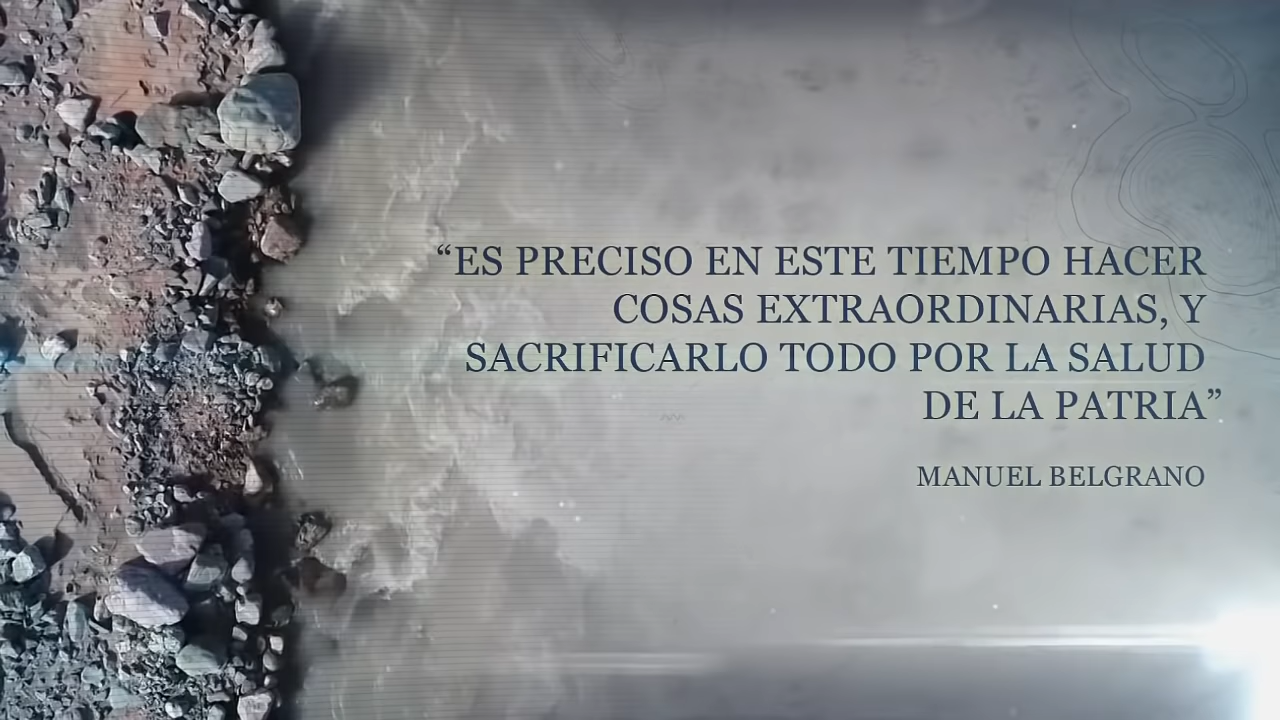 “ES PRECISO EN ESTE TIEMPO HACER
COSAS EXTRAORDINARIAS, Y
SACRIFICARLO TODO POR LA SALUD
DE LA PATRIA”
MANUEL BELGRANO